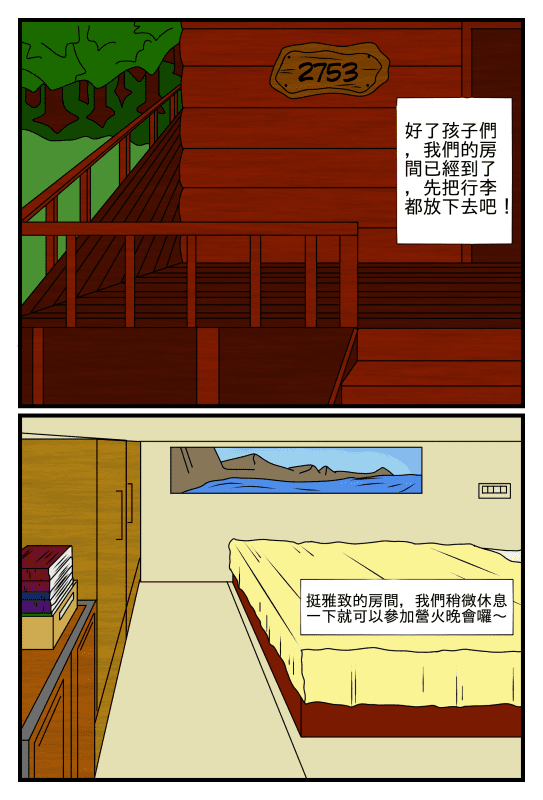 2753
好了孩子們
，我們的房
間已經到了
，先把行李
都放下去吧！
挺雅致的房間，我們稍微休息
一下就可以參加營火晚會囉～